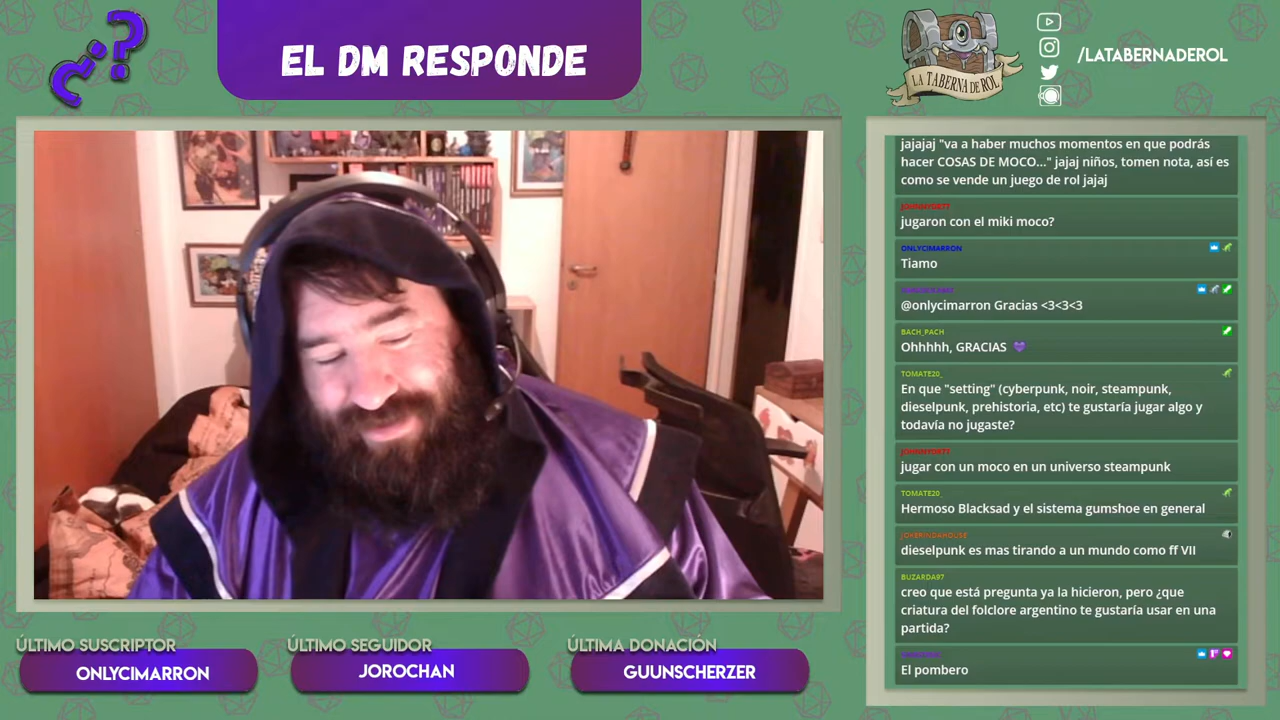 EL DM RESPONDE
LA TABERNA DE ROL
/LATABERNADEROL
jajajaj "va a haber muchos momentos en que podrás
hacer COSAS DE MOCO..." jajaj niños, tomen nota, así es
como se vende un juego de rol jajaj
jugaron con el miki moco?
ONLYCIMARRON
Tiamo
@onlycimarron Gracias <3<3<3
BACH_PACH
Ohhhhh, GRACIAS 💜
TOMATE20_
En que "setting" (cyberpunk, noir, steampunk,
dieselpunk, prehistoria, etc) te gustaría jugar algo y
todavía no jugaste?
jugar con un moco en un universo steampunk
TOMATE20_
Hermoso Blacksad y el sistema gumshoe en general
JOKERINDAHOUSE
dieselpunk es mas tirando a un mundo como ff VII
BUZARDA97
creo que está pregunta ya la hicieron, pero ¿que
criatura del folclore argentino te gustaría usar en una
partida?
El pombero
ÚLTIMO SUSCRIPTOR
ONLYCIMARRON
ÚLTIMO SEGUIDOR
JOROCHAN
ÚLTIMA DONACIÓN
GUUNSCHERZER